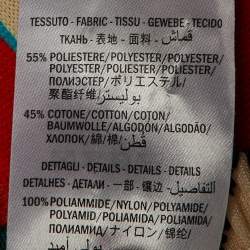 TESSUTO - FABRIC - TISSU - GEWEBE - TECIDO
ТКАНЬ - 表地 - 面料 - قماش
55% POLIESTERE/POLYESTER/POLYESTER/
POLYESTER/POLIÉSTER/POLIÉSTER/
ПОЛИЭСТЕР/ポリエステル/
聚酯纤维/بوليستر
45% COTONE/COTTON/COTON/
BAUMWOLLE/ALGODÓN/ALGODÃO/
ХЛОПОК/綿/棉/قطن
DETTAGLI - DETAILS - DETAILS - DETAILS
DETALHES - ДЕТАЛИ - 一部 - 镶边 - التفاصيل
100% POLIAMMIDE/NYLON/POLYAMIDE/
POLYAMID/POLIAMIDA/POLIAMIDA/
ПОЛИАМИД/ナイロン/锦纶/
بولي أميد